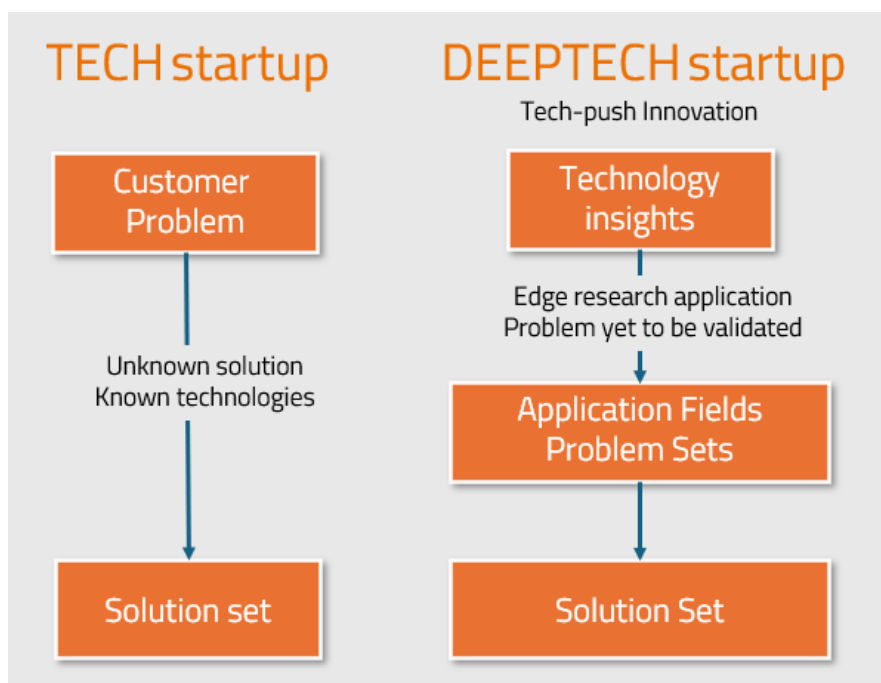 TECH startup
Customer
Problem
Unknown solution
Known technologies
Solution set
DEEPTECH startup
Tech-push Innovation
Technology
insights
Edge research application
Problem yet to be validated
Application Fields
Problem Sets
Solution Set